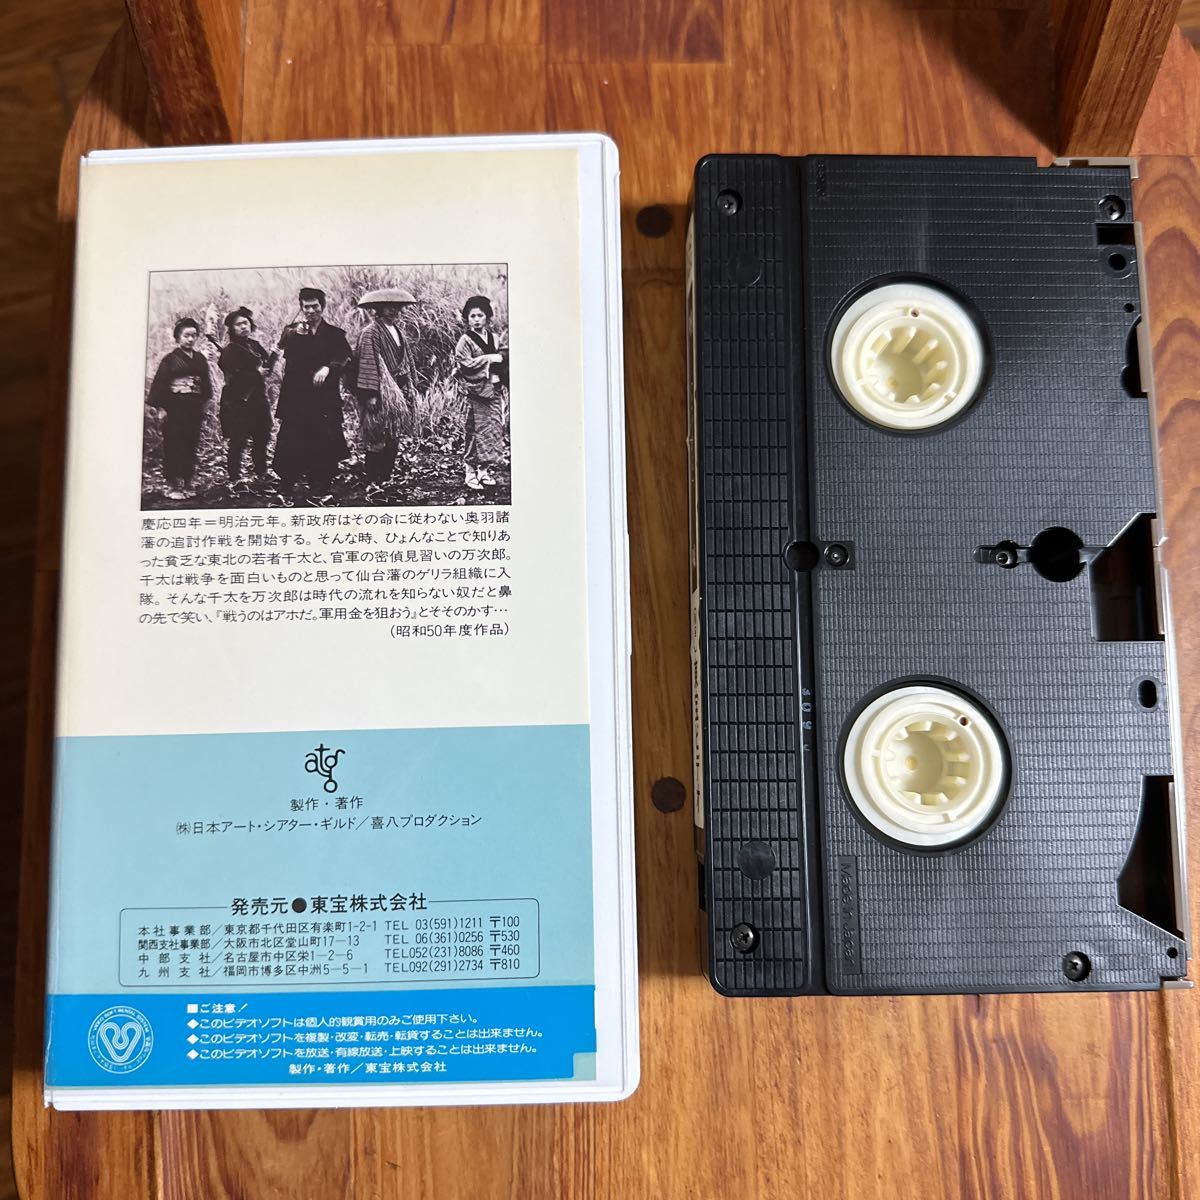 慶応四年=明治元年。新政府はその命に従わない奥羽諸
藩の追討作戦を開始する。そんな時、ひょんなことで知りあ
った貧乏な東北の若者千太と、官軍の密偵見習いの万次郎。
千太は戦争を面白いものと思って仙台藩のゲリラ組織に入
隊。そんな千太を万次郎は時代の流れを知らない奴だと鼻
の先で笑い、『戦うのはアホだ。軍用金を狙おう』とそそのかす…
(昭和50年度作品)
atg
製作・著作
㈱日本アート・シアター・ギルド/喜八プロダクション
発売元●東宝株式会社
本社事業部/東京都千代田区有楽町1-2-1 TEL 03(591)1211 〒100
関西支社事業部/大阪市北区堂山町17-13 TEL 06(361)0256 〒530
中部支社/名古屋市中区栄1-2-6 TEL052(231)8086 〒460
九州支社/福岡市博多区中洲5-5-1 TEL092(291)2734 〒810
■ご注意!
◆このビデオソフトは個人的観賞用のみご使用下さい。
◆このビデオソフトを複製・改変・転売・転貸することは出来ません。
◆このビデオソフトを放送・有線放送・上映することは出来ません。
製作・著作/東宝株式会社
Made in Japan